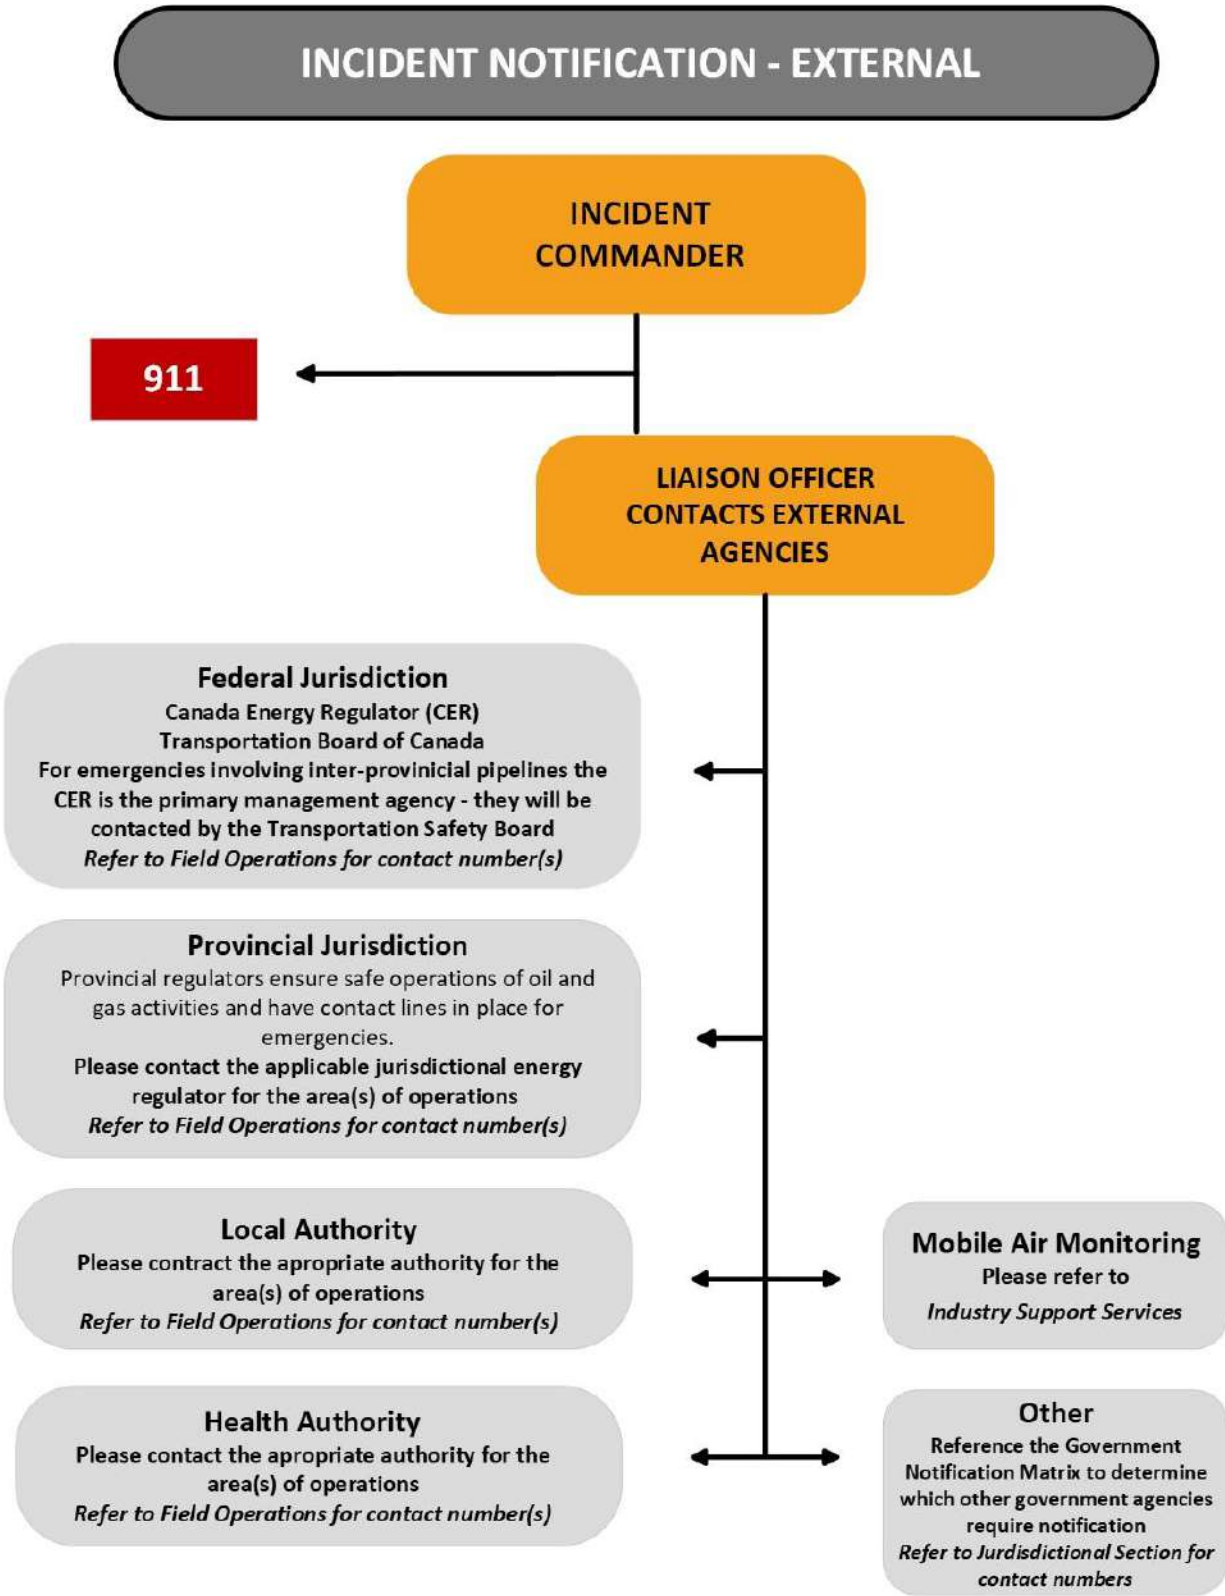 INCIDENT NOTIFICATION - EXTERNAL
INCIDENT
COMMANDER
911
LIAISON OFFICER
CONTACTS EXTERNAL
AGENCIES
Federal Jurisdiction
Canada Energy Regulator (CER)
Transportation Board of Canada
For emergencies involving inter-provinicial pipelines the
CER is the primary management agency - they will be
contacted by the Transportation Safety Board
Refer to Field Operations for contact number(s)
Provincial Jurisdiction
Provincial regulators ensure safe operations of oil and
gas activities and have contact lines in place for
emergencies.
Please contact the applicable jurisdictional energy
regulator for the area(s) of operations
Refer to Field Operations for contact number(s)
Local Authority
Please contract the apropriate authority for the
area(s) of operations
Refer to Field Operations for contact number(s)
Mobile Air Monitoring
Please refer to
Industry Support Services
Health Authority
Please contact the apropriate authority for the
area(s) of operations
Refer to Field Operations for contact number(s)
Other
Reference the Government
Notification Matrix to determine
which other government agencies
require notification
Refer to Jurdisdictional Section for
contact numbers